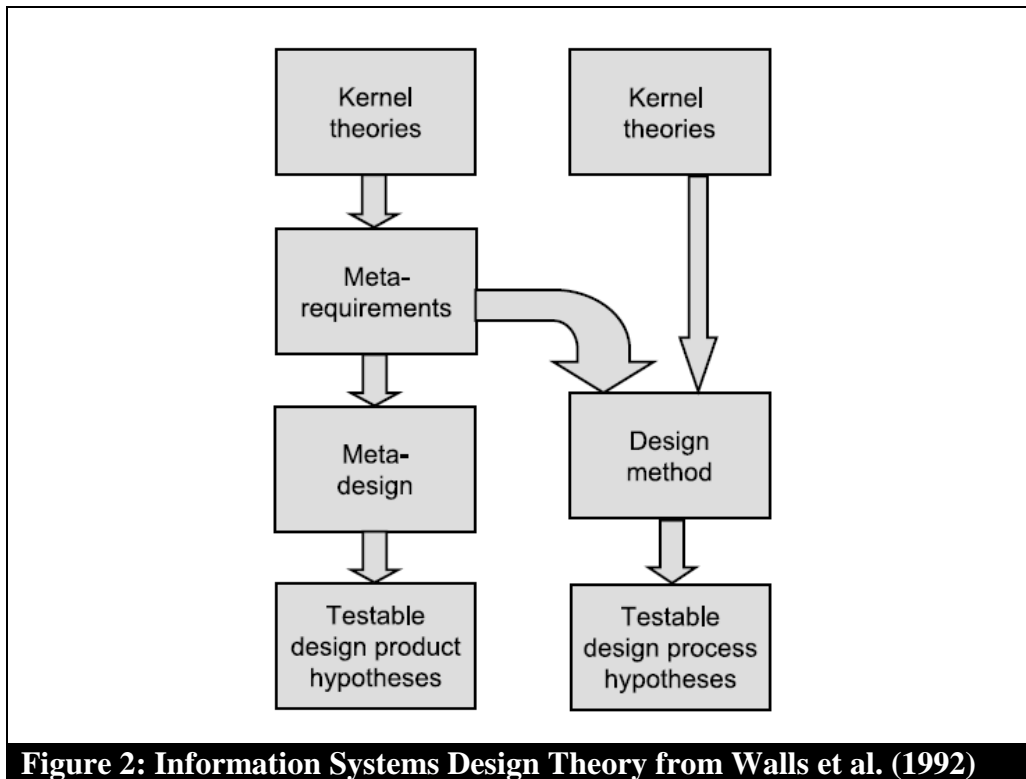 Kernel
theories
Kernel
theories
Meta-
requirements
Meta-
design
Design
method
Testable
design product
hypotheses
Testable
design process
hypotheses
Figure 2: Information Systems Design Theory from Walls et al. (1992)